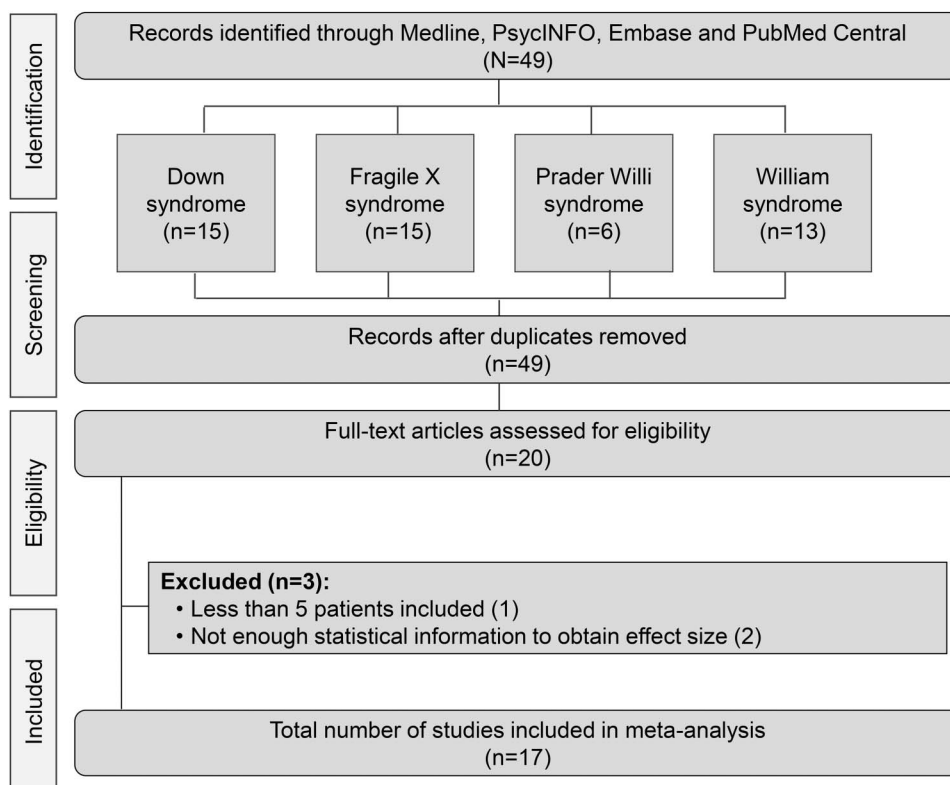 Identification
Records identified through Medline, PsycINFO, Embase and PubMed Central
(N=49)
Down
syndrome
(n=15)
Fragile X
syndrome
(n=15)
Prader Willi
syndrome
(n=6)
William
syndrome
(n=13)
Screening
Records after duplicates removed
(n=49)
Eligibility
Full-text articles assessed for eligibility
(n=20)
Excluded (n=3):
• Less than 5 patients included (1)
• Not enough statistical information to obtain effect size (2)
Included
Total number of studies included in meta-analysis
(n=17)